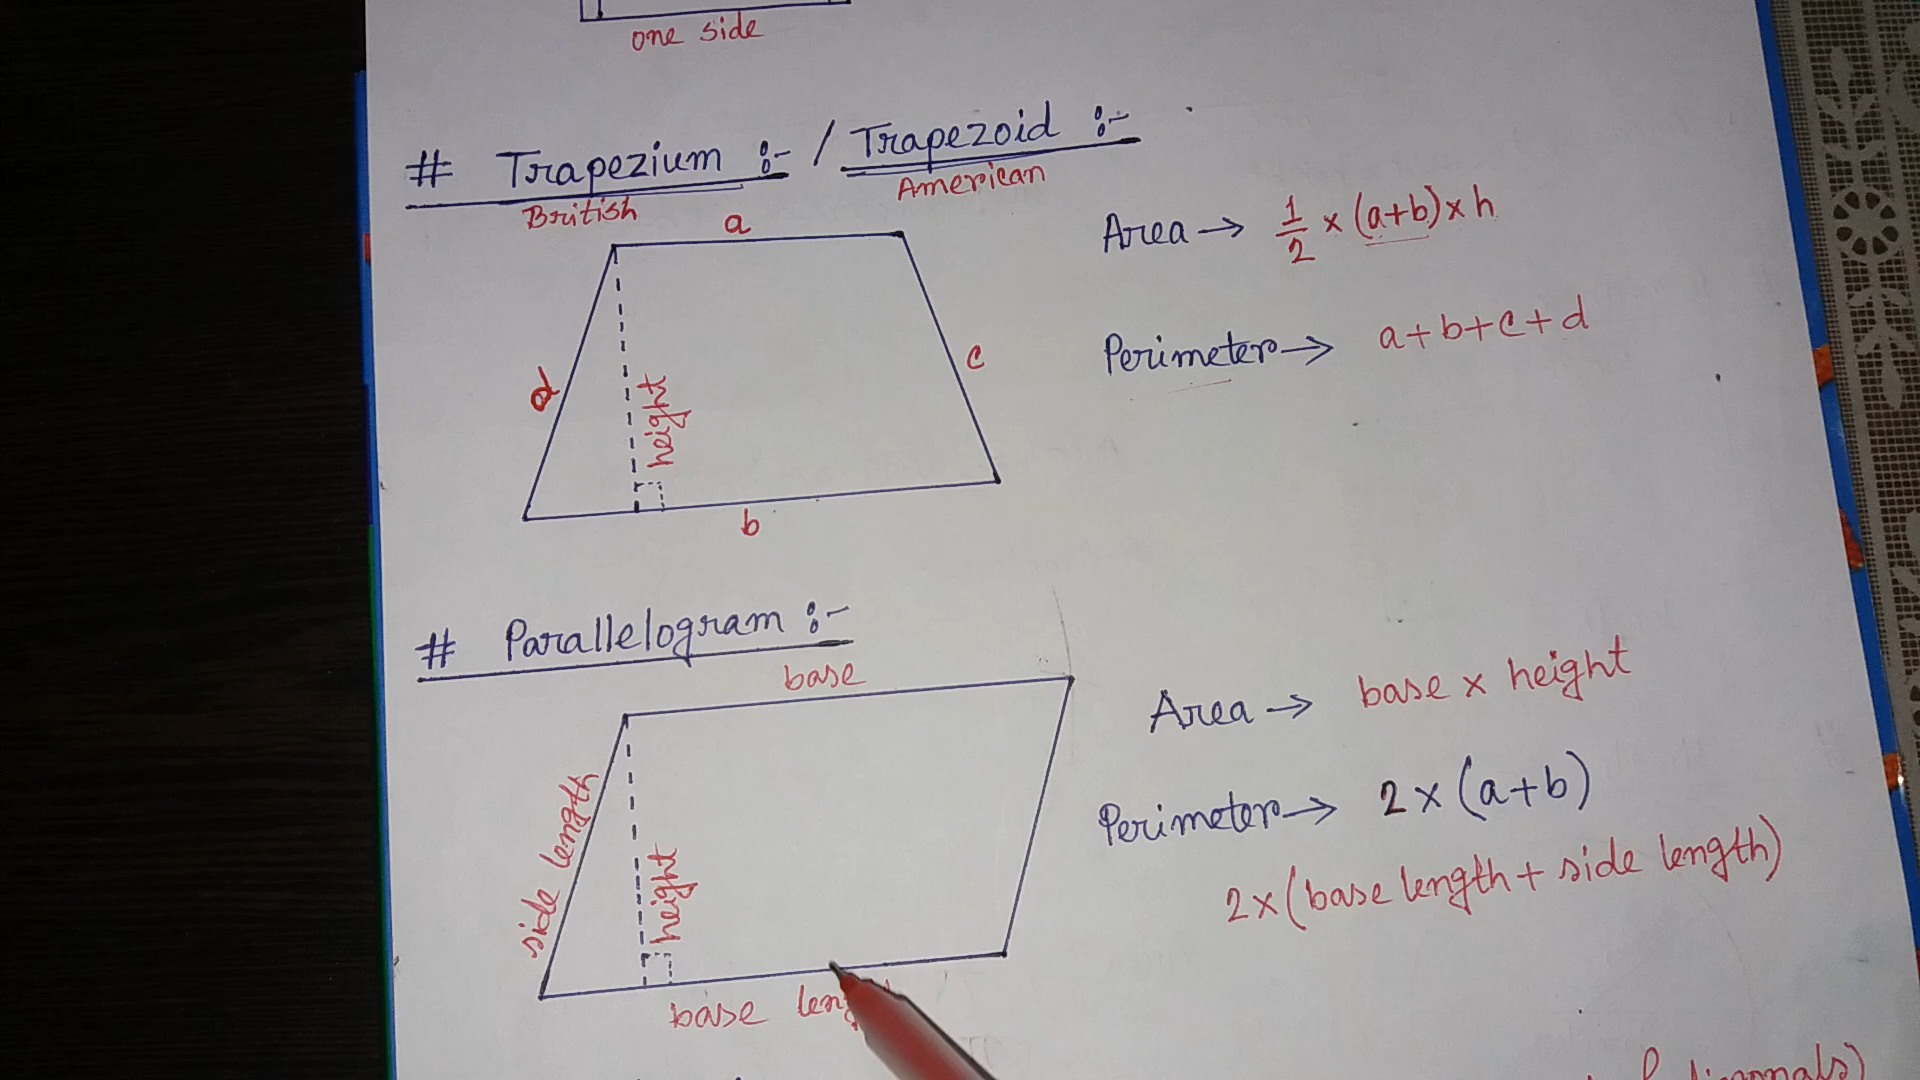 one side
# Trapezium :- / Trapezoid :-
British
American
a
Area → 1/2 × (a+b) × h
Perimeter → a+b+c+d
d
height
c
b
# Parallelogram :-
base
Area → base × height
side length
height
Perimeter → 2 × (a+b)
2 × (base length + side length)
base